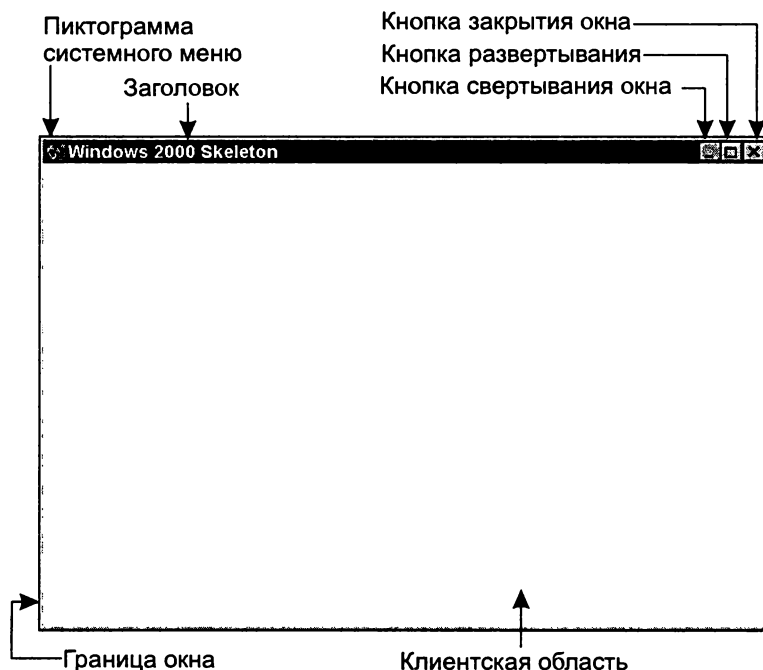 Пиктограмма
системного меню
Заголовок
Кнопка закрытия окна
Кнопка развертывания
Кнопка свертывания окна
Windows 2000 Skeleton
Граница окна
Клиентская область